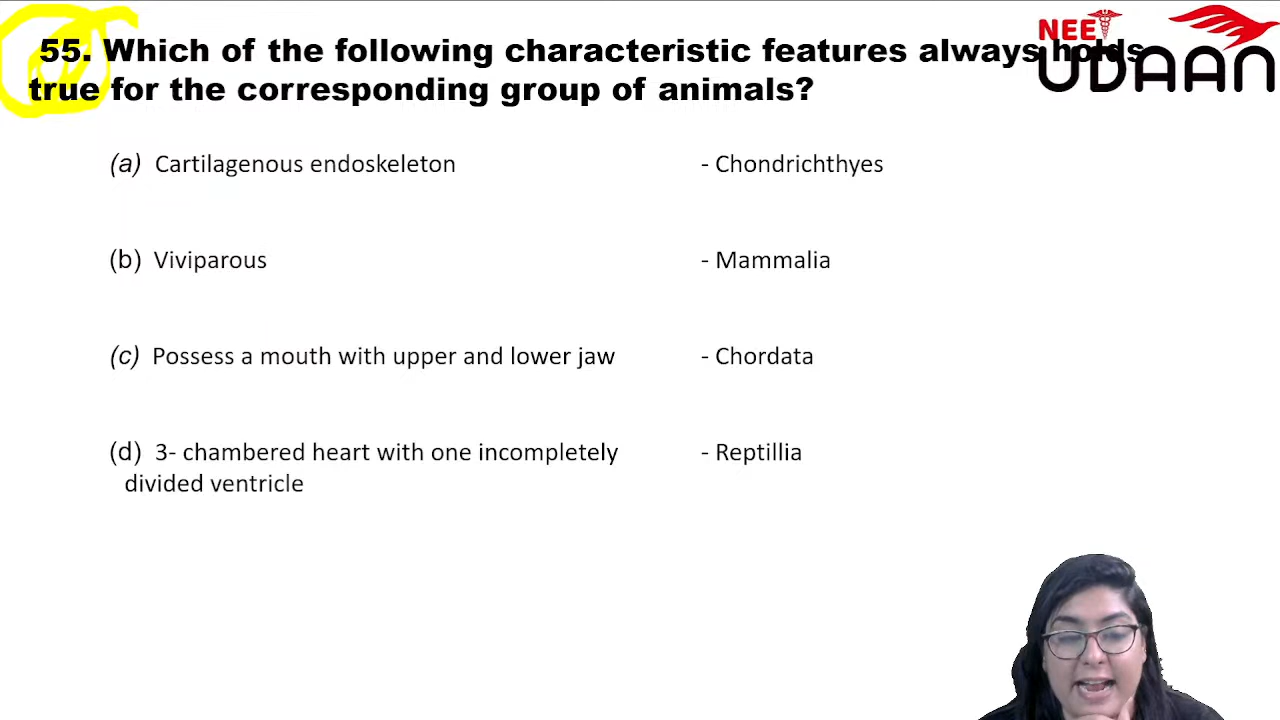 55. Which of the following characteristic features always holds
true for the corresponding group of animals?
NEET
UDAAN
(a) Cartilagenous endoskeleton - Chondrichthyes
(b) Viviparous - Mammalia
(c) Possess a mouth with upper and lower jaw - Chordata
(d) 3- chambered heart with one incompletely - Reptillia
divided ventricle